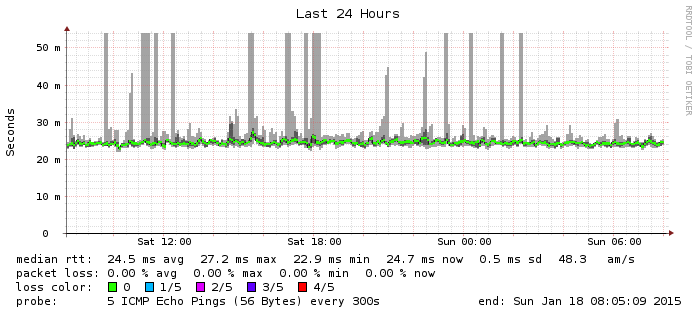 Last 24 Hours
RRDTOOL / TOBI OETIKER
Seconds
50 m
40 m
30 m
20 m
10 m
0
Sat 12:00 Sat 18:00 Sun 00:00 Sun 06:00
median rtt: 24.5 ms avg 27.2 ms max 22.9 ms min 24.7 ms now 0.5 ms sd 48.3 am/s
packet loss: 0.00 % avg 0.00 % max 0.00 % min 0.00 % now
loss color: 0 1/5 2/5 3/5 4/5
probe: 5 ICMP Echo Pings (56 Bytes) every 300s end: Sun Jan 18 08:05:09 2015